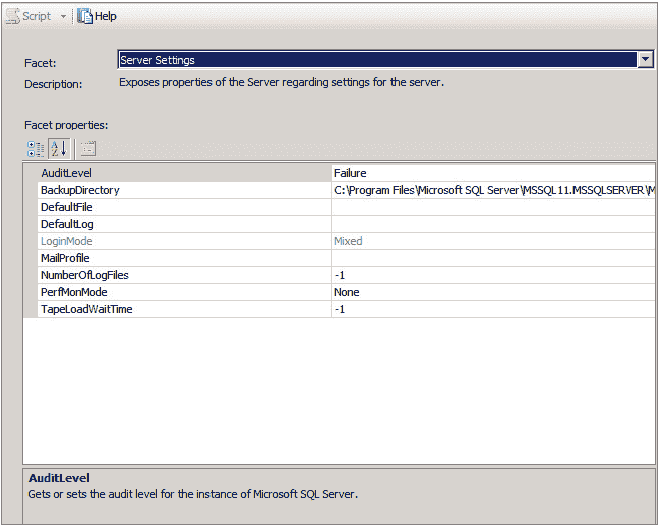 Script Help
Facet: Server Settings
Description: Exposes properties of the Server regarding settings for the server.
Facet properties:
AuditLevel Failure
BackupDirectory C:\Program Files\Microsoft SQL Server\MSSQL11.MSSQLSERVER\M
DefaultFile
DefaultLog
LoginMode Mixed
MailProfile
NumberOfLogFiles -1
PerfMonMode None
TapeLoadWaitTime -1
AuditLevel
Gets or sets the audit level for the instance of Microsoft SQL Server.